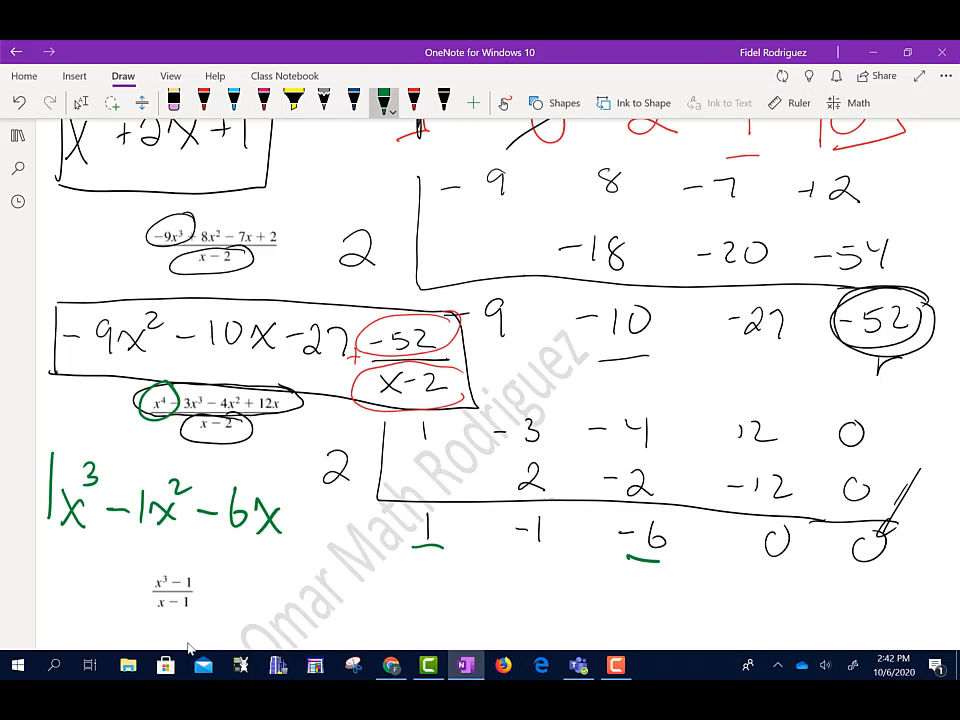 OneNote for Windows 10
Fidel Rodriguez
Home Insert Draw View Help Class Notebook
Share
Shapes Ink to Shape Ink to Text Ruler Math
x + 2x + 1
-9 8 -7 +2
-9x³ + 8x² - 7x + 2
x - 2
2
-18 -20 -54
-9 -10 -27 -52
-9x² - 10x - 27 + -52
x - 2
x⁴ - 3x³ - 4x² + 12x
x - 2
1 -3 -4 12 0
2
2 -2 -12 0
1 -1 -6 0 0
1x³ - 1x² - 6x
x³ - 1
x - 1
Omar Math Rodriguez
2:42 PM
10/6/2020